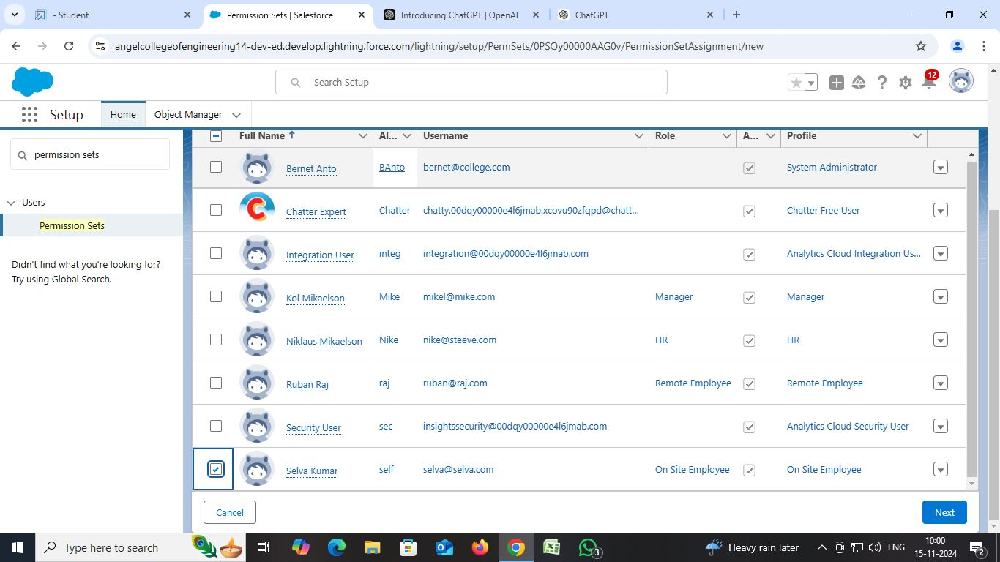 - Student
Permission Sets | Salesforce
Introducing ChatGPT | OpenAI
ChatGPT
angelcollegeofengineering14-dev-ed.develop.lightning.force.com/lightning/setup/PermSets/0PSQy00000AAG0v/PermissionSetAssignment/new
Search Setup
12
Setup
Home
Object Manager
permission sets
Users
Permission Sets
Didn't find what you're looking for?
Try using Global Search.
Full Name Al... Username Role A... Profile
Bernet Anto BAnto bernet@college.com System Administrator
Chatter Expert Chatter chatty.00dqy00000e4l6jmab.xcovu90zfqpd@chatt... Chatter Free User
Integration User integ integration@00dqy00000e4l6jmab.com Analytics Cloud Integration Us...
Kol Mikaelson Mike mikel@mike.com Manager Manager
Niklaus Mikaelson Nike nike@steeve.com HR HR
Ruban Raj raj ruban@raj.com Remote Employee Remote Employee
Security User sec insightssecurity@00dqy00000e4l6jmab.com Analytics Cloud Security User
Selva Kumar self selva@selva.com On Site Employee On Site Employee
Cancel
Next
Type here to search
3
Heavy rain later
ENG
10:00
15-11-2024
2